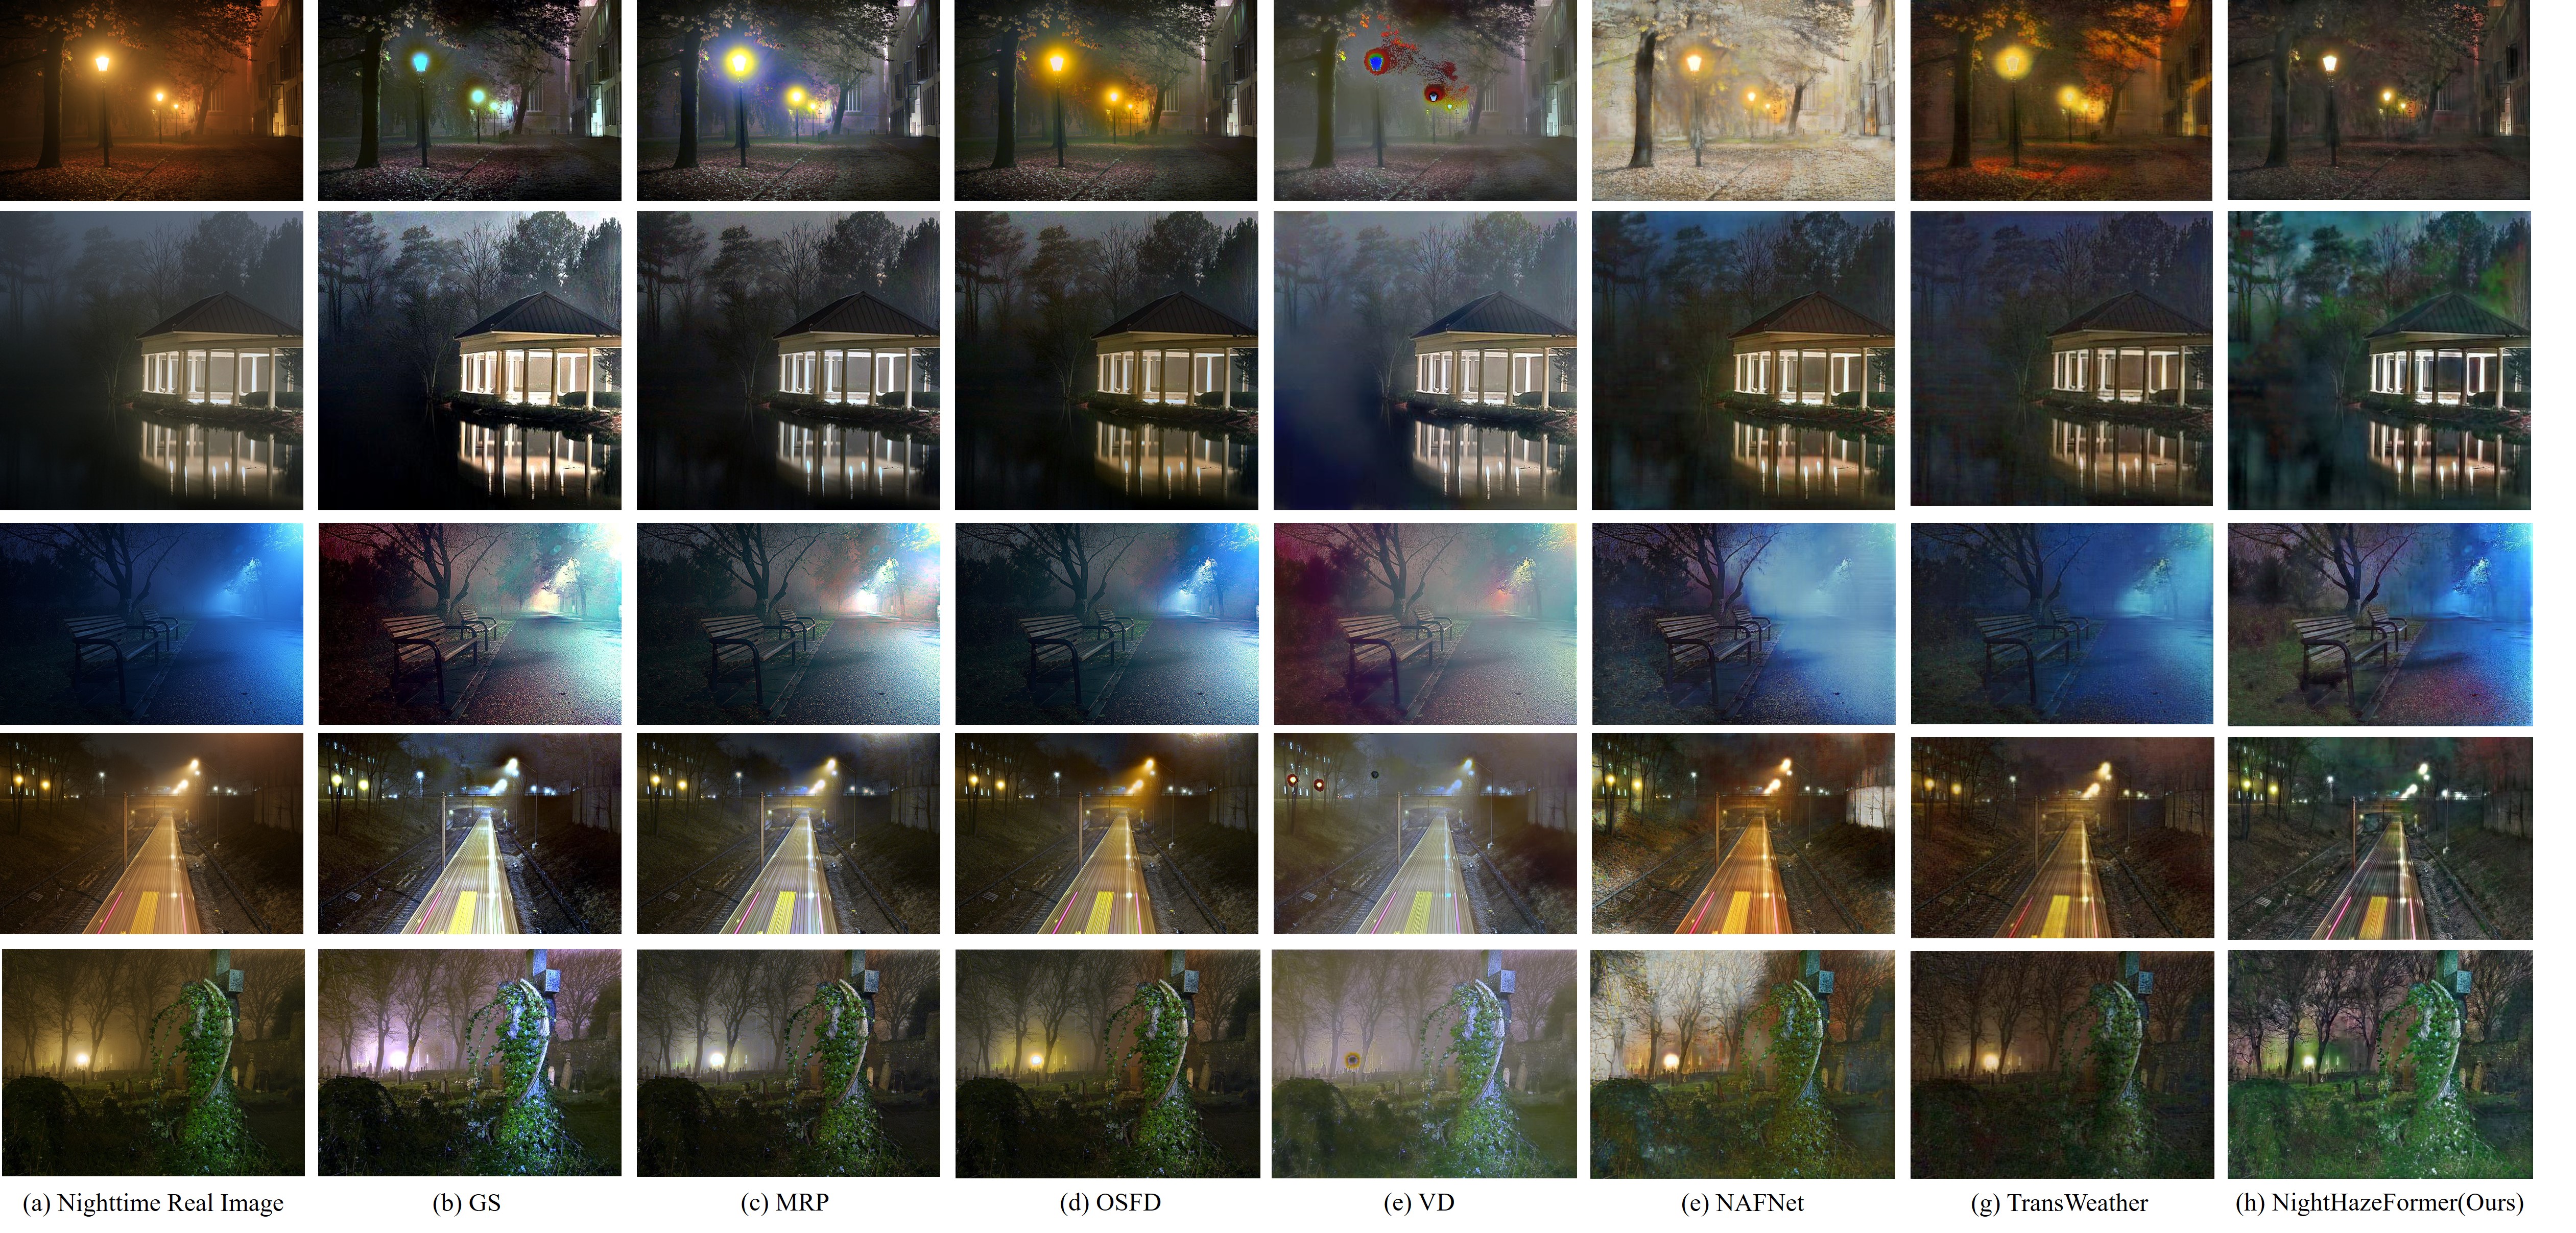 (a) Nighttime Real Image
(b) GS
(c) MRP
(d) OSFD
(e) VD
(e) NAFNet
(g) TransWeather
(h) NightHazeFormer(Ours)